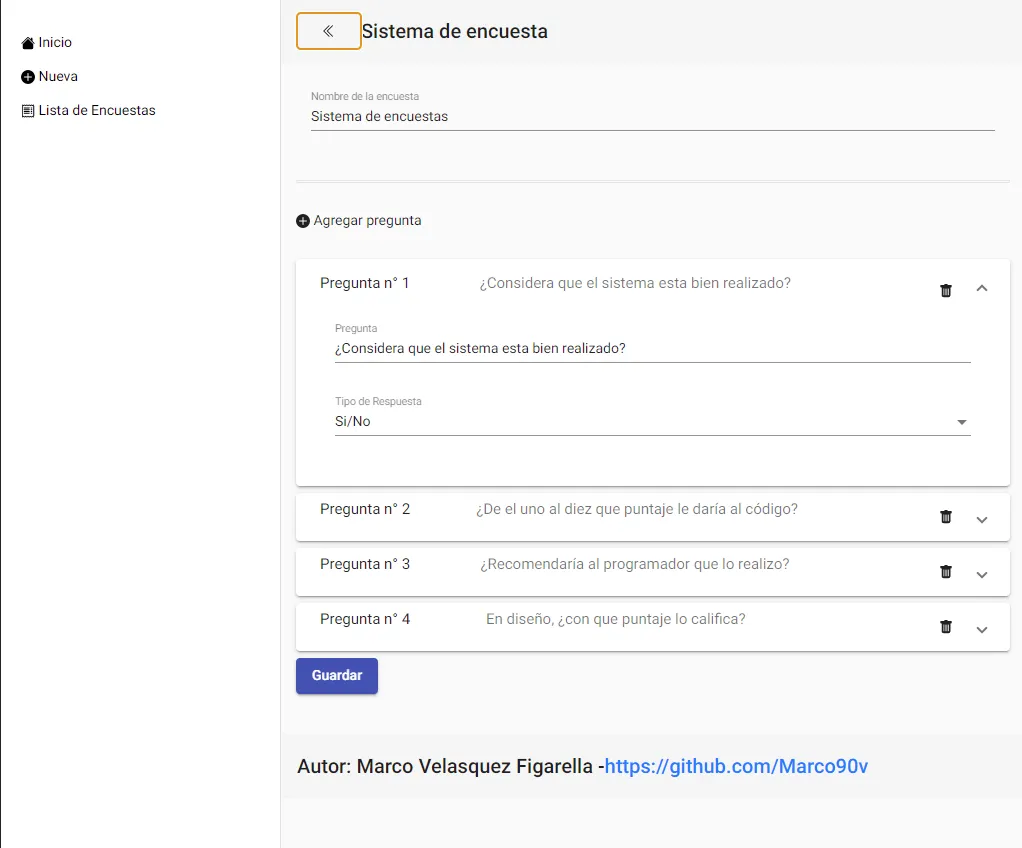 Inicio
Nueva
Lista de Encuestas
Sistema de encuesta
Nombre de la encuesta
Sistema de encuestas
Agregar pregunta
Pregunta n° 1 ¿Considera que el sistema esta bien realizado?
Pregunta
¿Considera que el sistema esta bien realizado?
Tipo de Respuesta
Si/No
Pregunta n° 2 ¿De el uno al diez que puntaje le daría al código?
Pregunta n° 3 ¿Recomendaría al programador que lo realizo?
Pregunta n° 4 En diseño, ¿con que puntaje lo califica?
Guardar
Autor: Marco Velasquez Figarella -https://github.com/Marco90v